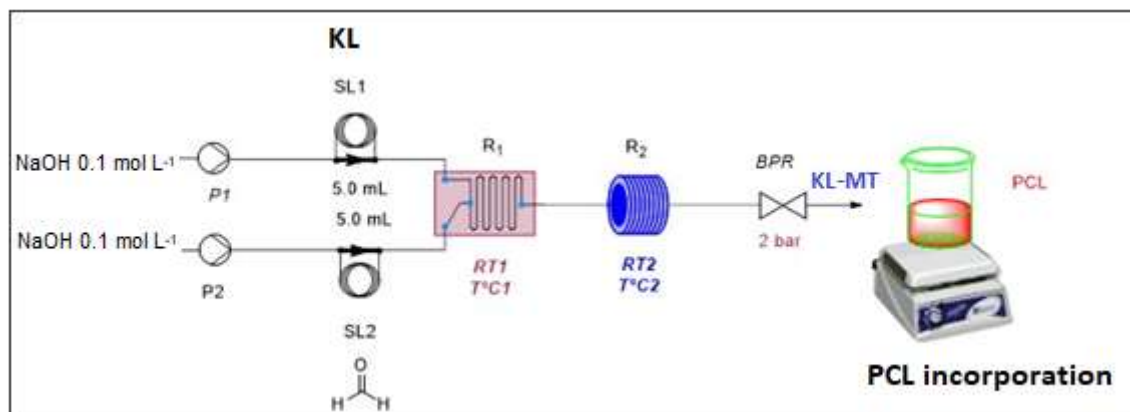 KL
SL1
NaOH 0.1 mol L⁻¹
P1
5.0 mL
5.0 mL
NaOH 0.1 mol L⁻¹
P2
SL2
O
H H
R₁
RT1
T°C1
R₂
RT2
T°C2
BPR
2 bar
KL-MT
PCL
PCL incorporation